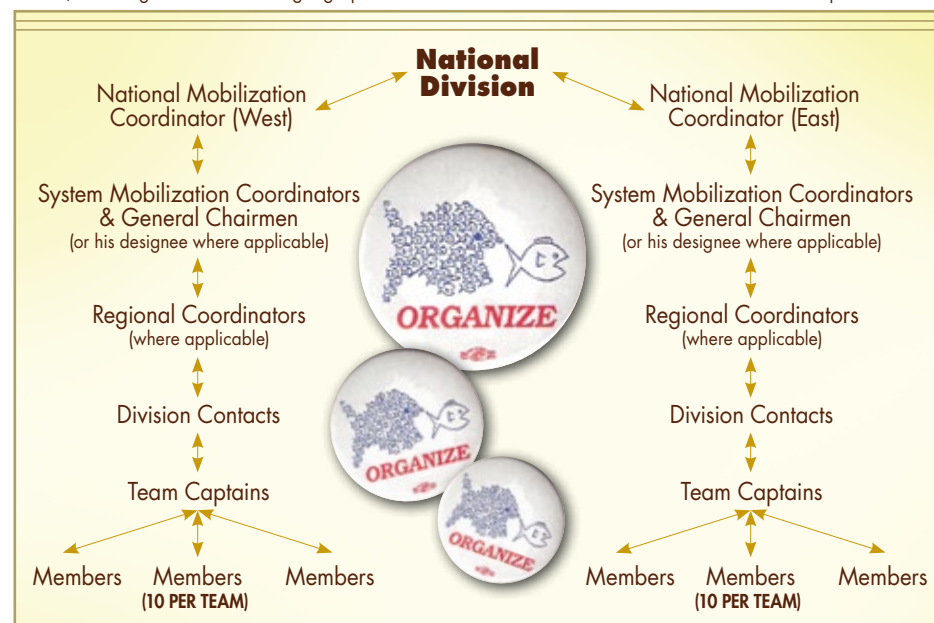 National
Division
National Mobilization
Coordinator (West)
System Mobilization Coordinators
& General Chairmen
(or his designee where applicable)
Regional Coordinators
(where applicable)
Division Contacts
Team Captains
Members
Members
(10 PER TEAM)
Members
ORGANIZE
ORGANIZE
ORGANIZE
National Mobilization
Coordinator (East)
System Mobilization Coordinators
& General Chairmen
(or his designee where applicable)
Regional Coordinators
(where applicable)
Division Contacts
Team Captains
Members
Members
(10 PER TEAM)
Members